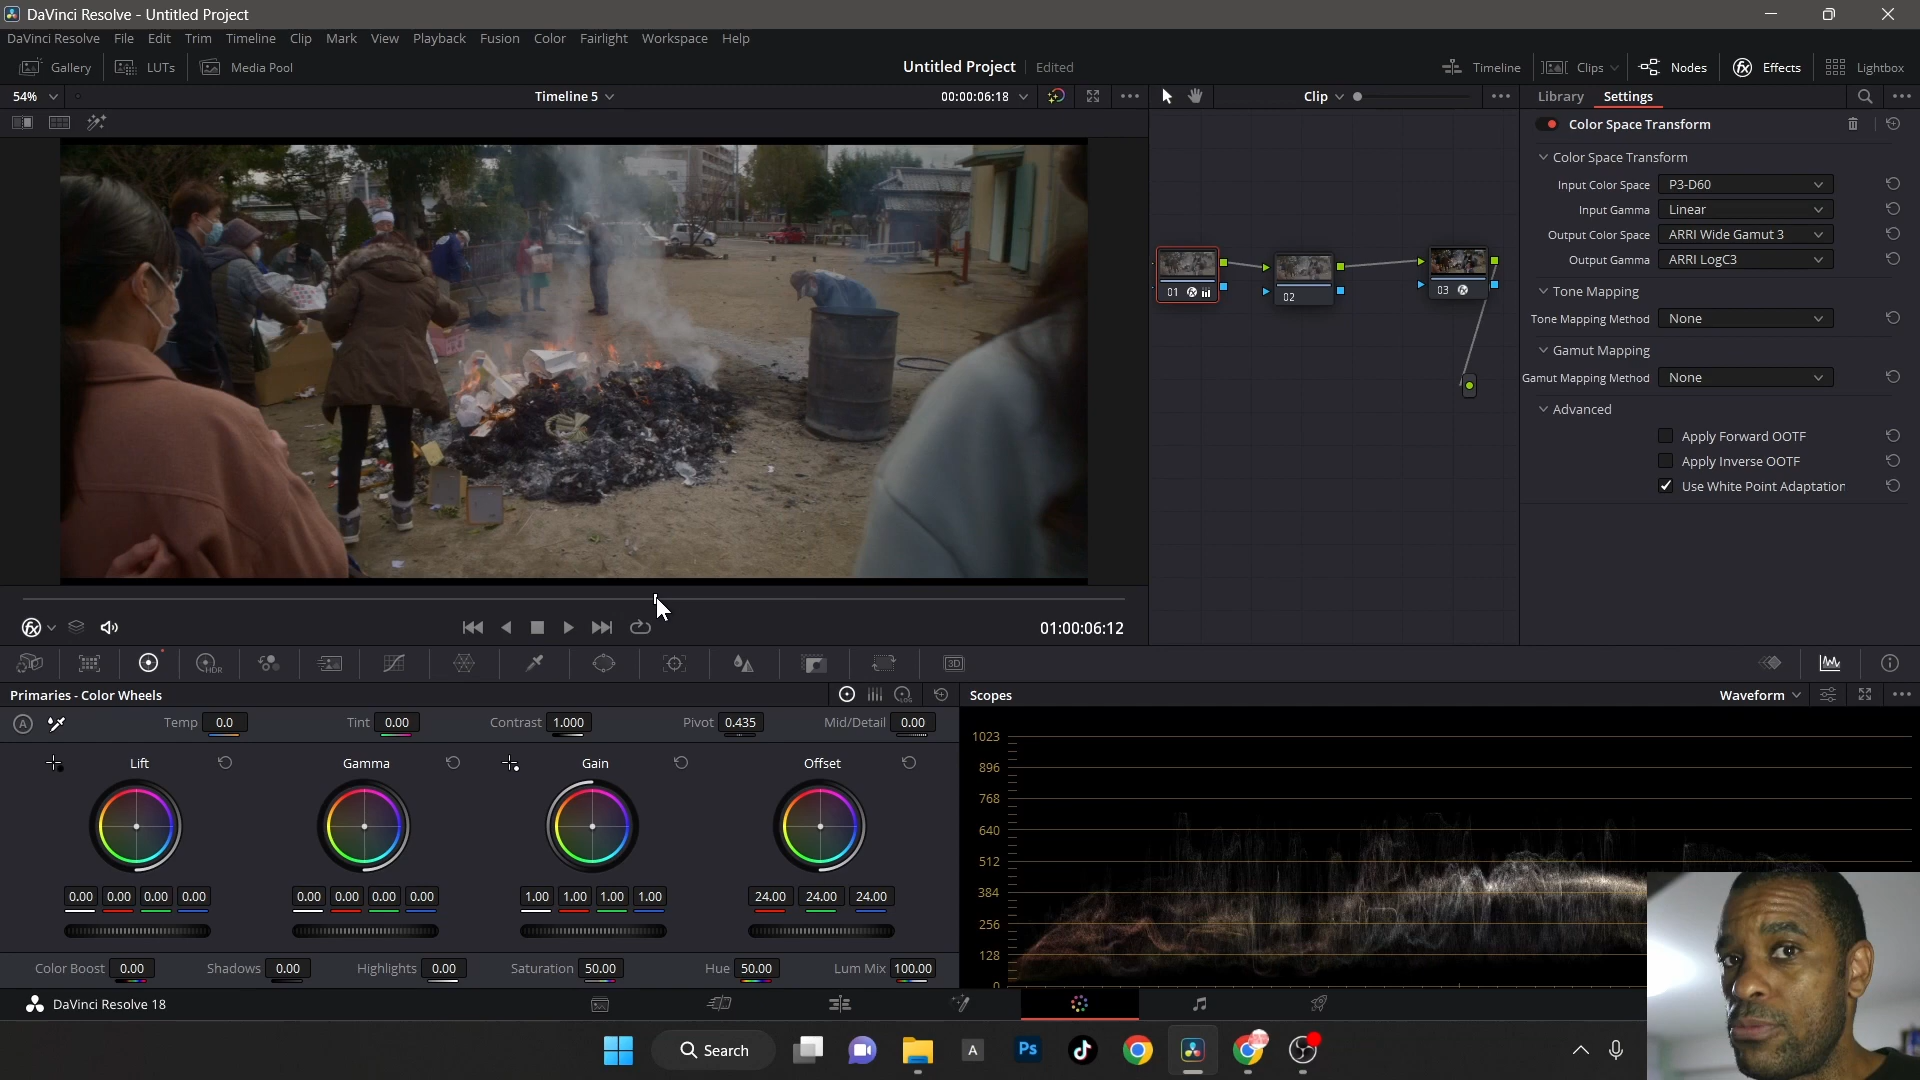 DaVinci Resolve - Untitled Project
DaVinci Resolve File Edit Trim Timeline Clip Mark View Playback Fusion Color Fairlight Workspace Help
Gallery LUTs Media Pool Untitled Project Edited Timeline Clips Nodes Effects Lightbox
54% Timeline 5 00:00:06:18 Clip Library Settings
Color Space Transform
Color Space Transform
Input Color Space P3-D60
Input Gamma Linear
Output Color Space ARRI Wide Gamut 3
Output Gamma ARRI LogC3
01 02 03
Tone Mapping
Tone Mapping Method None
Gamut Mapping
Gamut Mapping Method None
Advanced
Apply Forward OOTF
Apply Inverse OOTF
Use White Point Adaptation
01:00:06:12
HDR 3D
Primaries - Color Wheels Scopes Waveform
LOG
A Temp 0.0 Tint 0.00 Contrast 1.000 Pivot 0.435 Mid/Detail 0.00
Lift Gamma Gain Offset
0.00 0.00 0.00 0.00 0.00 0.00 0.00 0.00 1.00 1.00 1.00 1.00 24.00 24.00 24.00
Color Boost 0.00 Shadows 0.00 Highlights 0.00 Saturation 50.00 Hue 50.00 Lum Mix 100.00
1023
896
768
640
512
384
256
128
0
DaVinci Resolve 18
Search A Ps